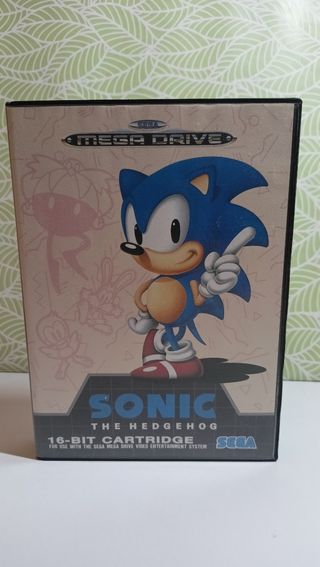 SEGA
MEGA DRIVE
SONIC
THE HEDGEHOG
16-BIT CARTRIDGE
FOR USE WITH THE SEGA MEGA DRIVE VIDEO ENTERTAINMENT SYSTEM
SEGA